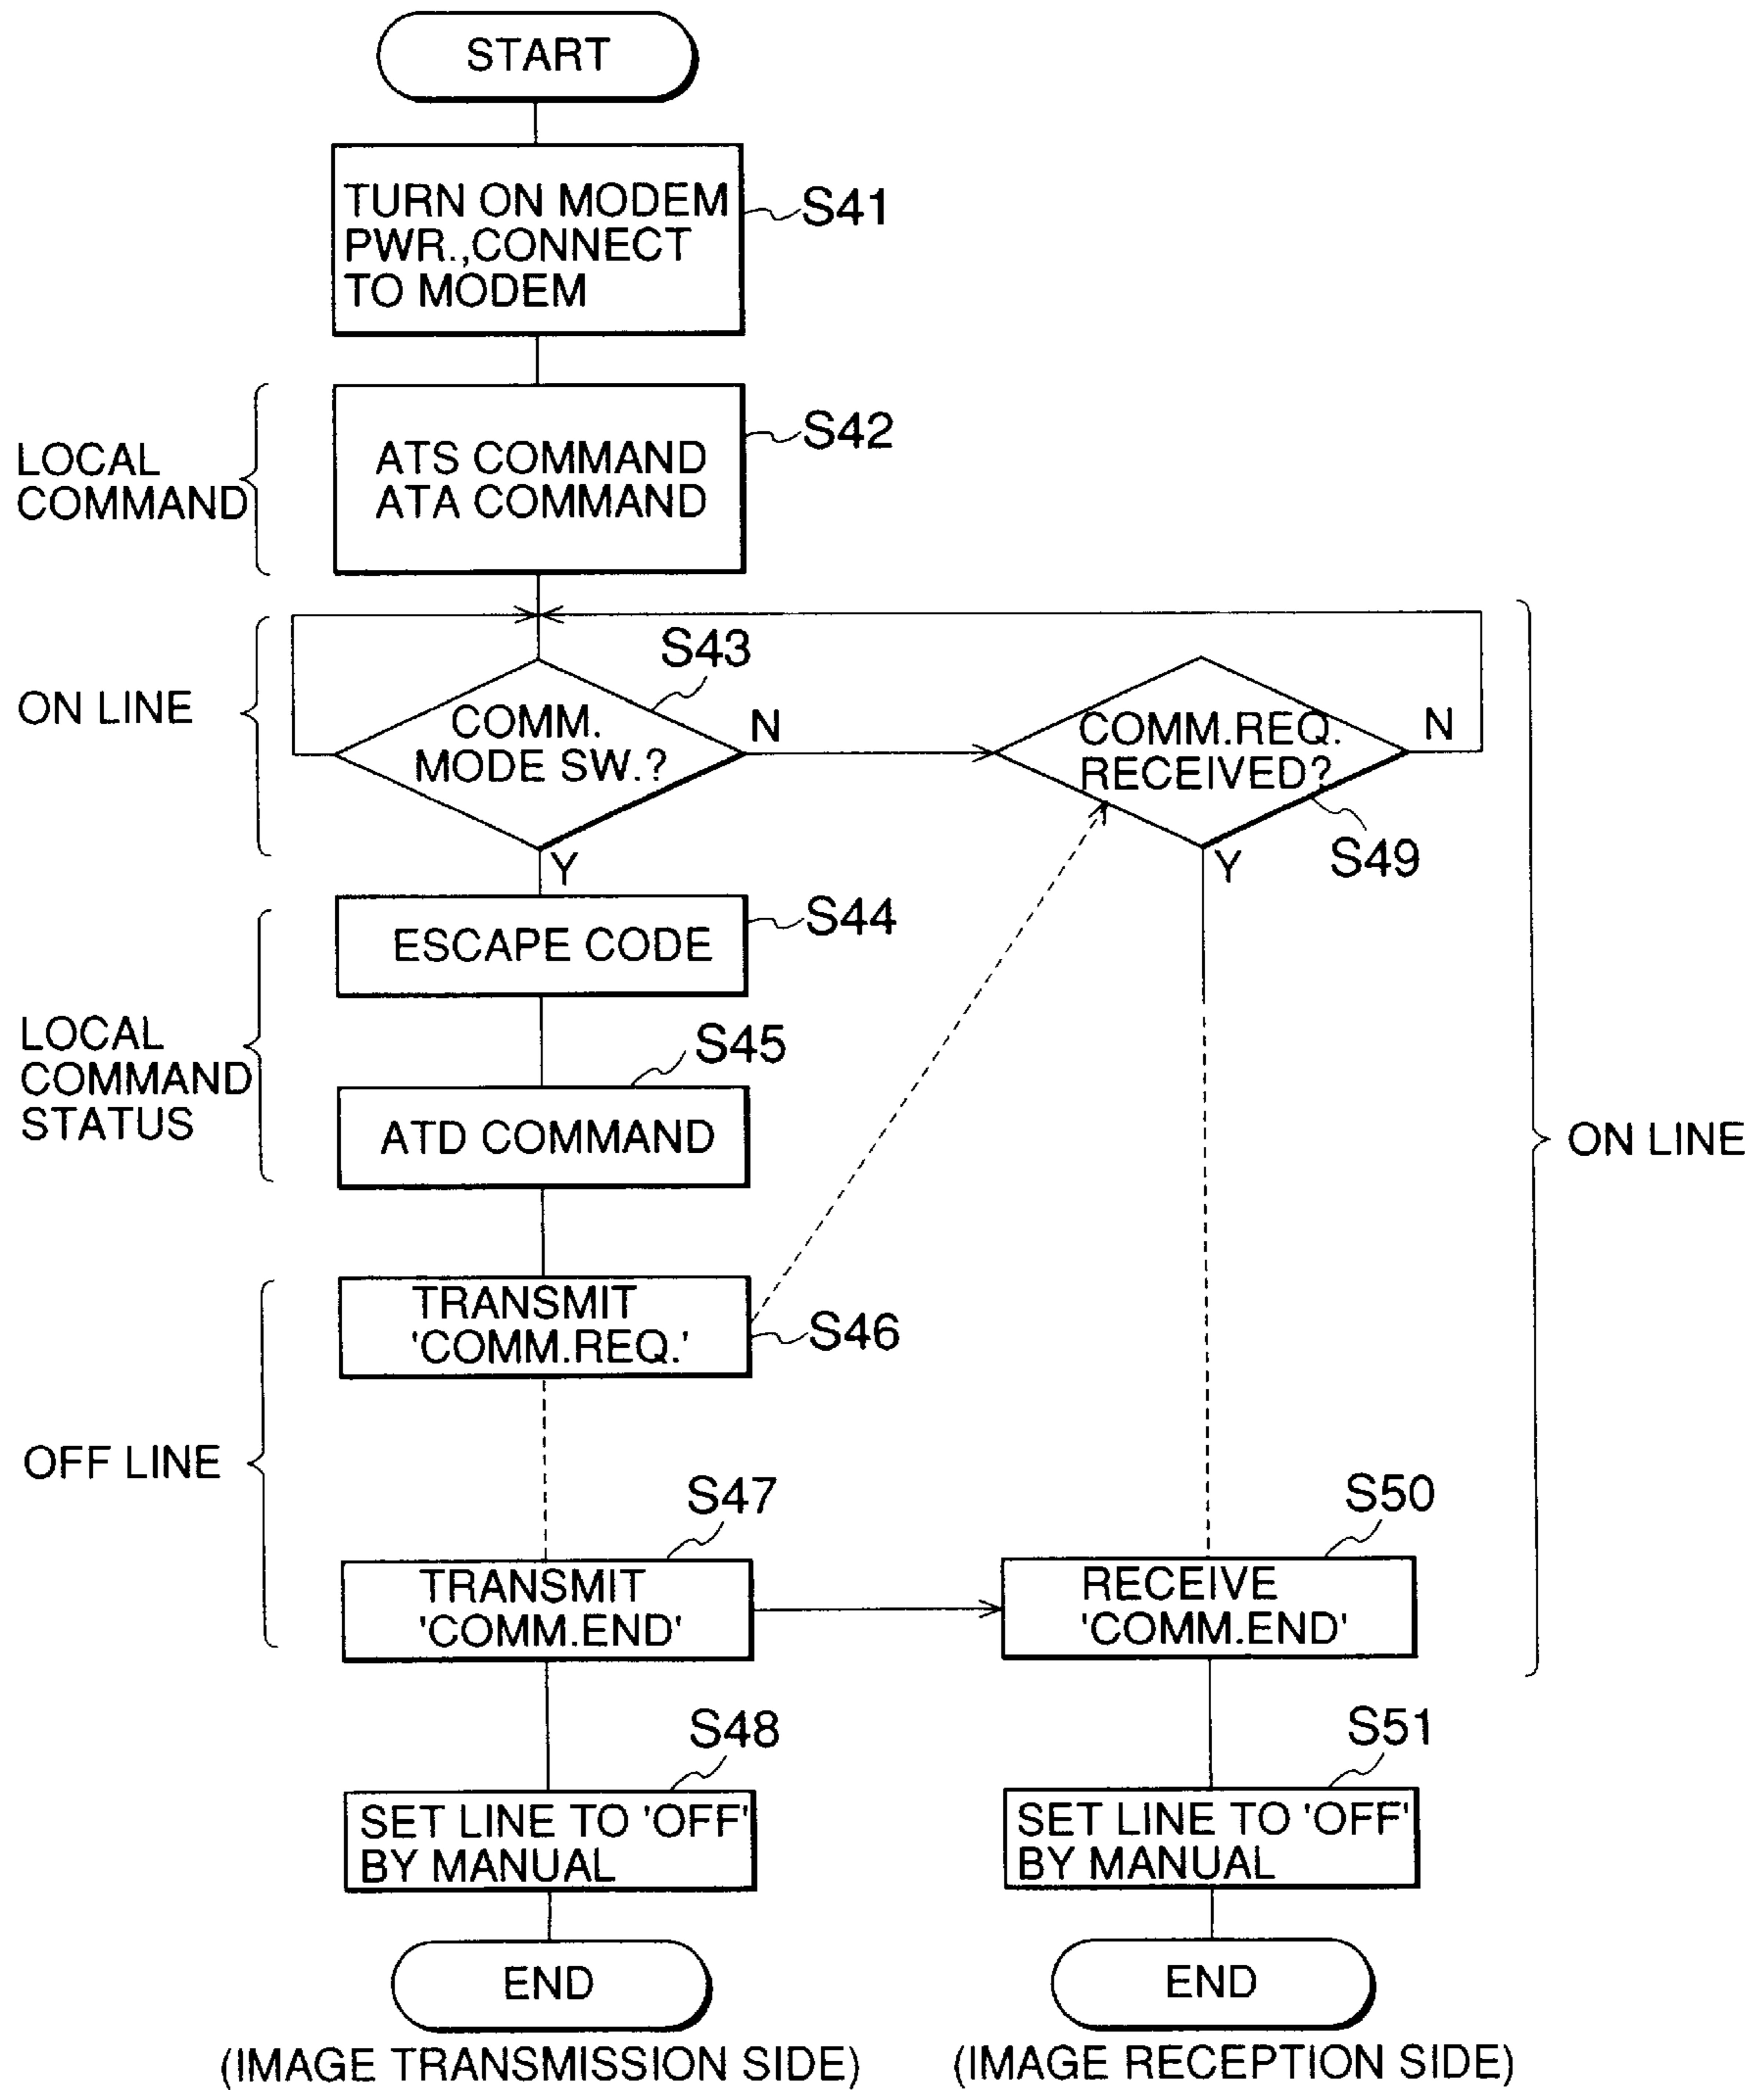 START
TURN ON MODEM
PWR.,CONNECT
TO MODEM
S41
LOCAL
COMMAND
ATS COMMAND
ATA COMMAND
S42
ON LINE
S43
COMM.
MODE SW.?
N
Y
COMM.REQ.
RECEIVED?
N
Y
S49
LOCAL
COMMAND
STATUS
ESCAPE CODE
S44
S45
ATD COMMAND
ON LINE
OFF LINE
TRANSMIT
'COMM.REQ.'
S46
S47
TRANSMIT
'COMM.END'
S50
RECEIVE
'COMM.END'
S48
SET LINE TO 'OFF'
BY MANUAL
S51
SET LINE TO 'OFF'
BY MANUAL
END
END
(IMAGE TRANSMISSION SIDE)
(IMAGE RECEPTION SIDE)